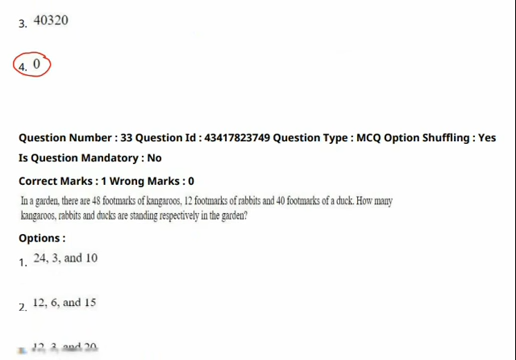 3. 40320
4. 0
Question Number : 33 Question Id : 43417823749 Question Type : MCQ Option Shuffling : Yes
Is Question Mandatory : No
Correct Marks : 1 Wrong Marks : 0
In a garden, there are 48 footmarks of kangaroos, 12 footmarks of rabbits and 40 footmarks of a duck. How many
kangaroos, rabbits and ducks are standing respectively in the garden?
Options :
1. 24, 3, and 10
2. 12, 6, and 15
12, 3, and 20